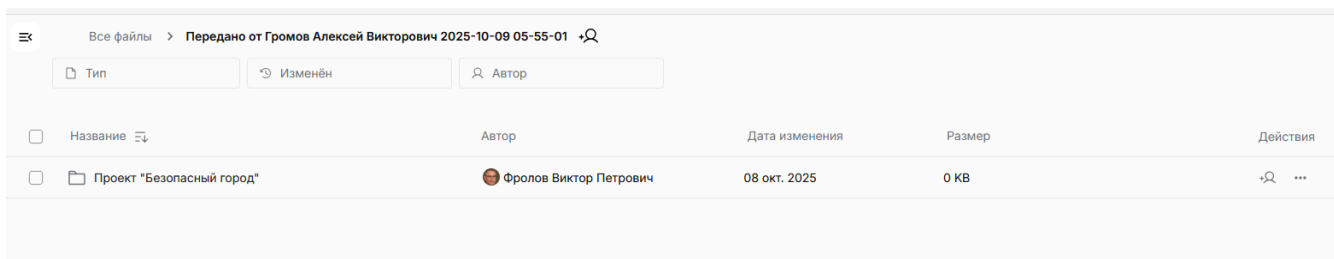 Все файлы > Передано от Громов Алексей Викторович 2025-10-09 05-55-01
Тип Изменён Автор
Название Автор Дата изменения Размер Действия
Проект "Безопасный город" Фролов Виктор Петрович 08 окт. 2025 0 KB